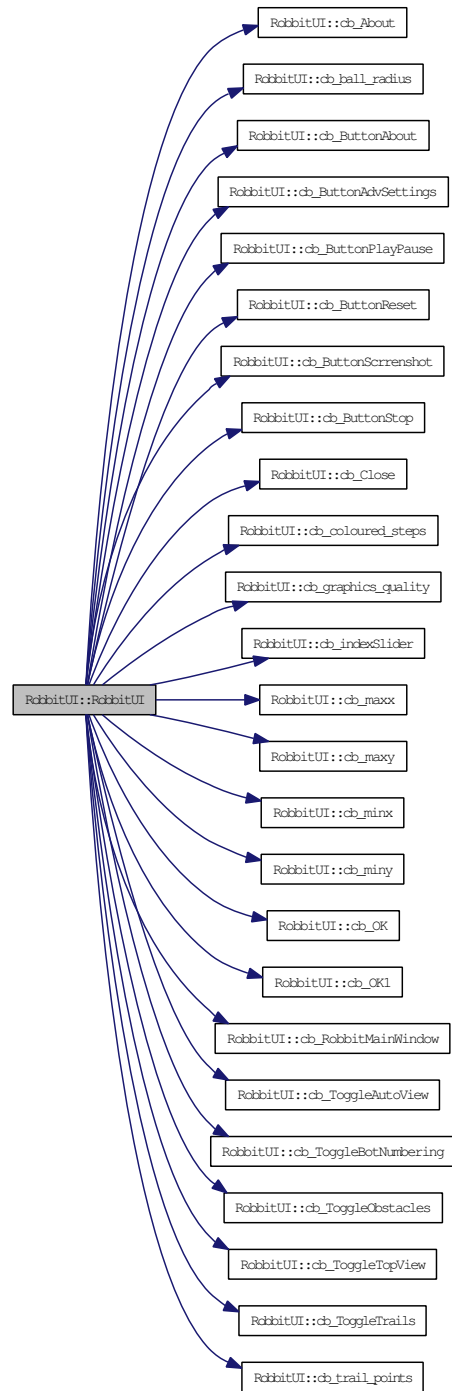 RobbitUI::cb_About
RobbitUI::cb_ball_radius
RobbitUI::cb_ButtonAbout
RobbitUI::cb_ButtonAdvSettings
RobbitUI::cb_ButtonPlayPause
RobbitUI::cb_ButtonReset
RobbitUI::cb_ButtonScrrenshot
RobbitUI::cb_ButtonStop
RobbitUI::cb_Close
RobbitUI::cb_coloured_steps
RobbitUI::cb_graphics_quality
RobbitUI::cb_indexSlider
RobbitUI::RobbitUI
RobbitUI::cb_maxx
RobbitUI::cb_maxy
RobbitUI::cb_minx
RobbitUI::cb_miny
RobbitUI::cb_OK
RobbitUI::cb_OK1
RobbitUI::cb_RobbitMainWindow
RobbitUI::cb_ToggleAutoView
RobbitUI::cb_ToggleBotNumbering
RobbitUI::cb_ToggleObstacles
RobbitUI::cb_ToggleTopView
RobbitUI::cb_ToggleTrails
RobbitUI::cb_trail_points